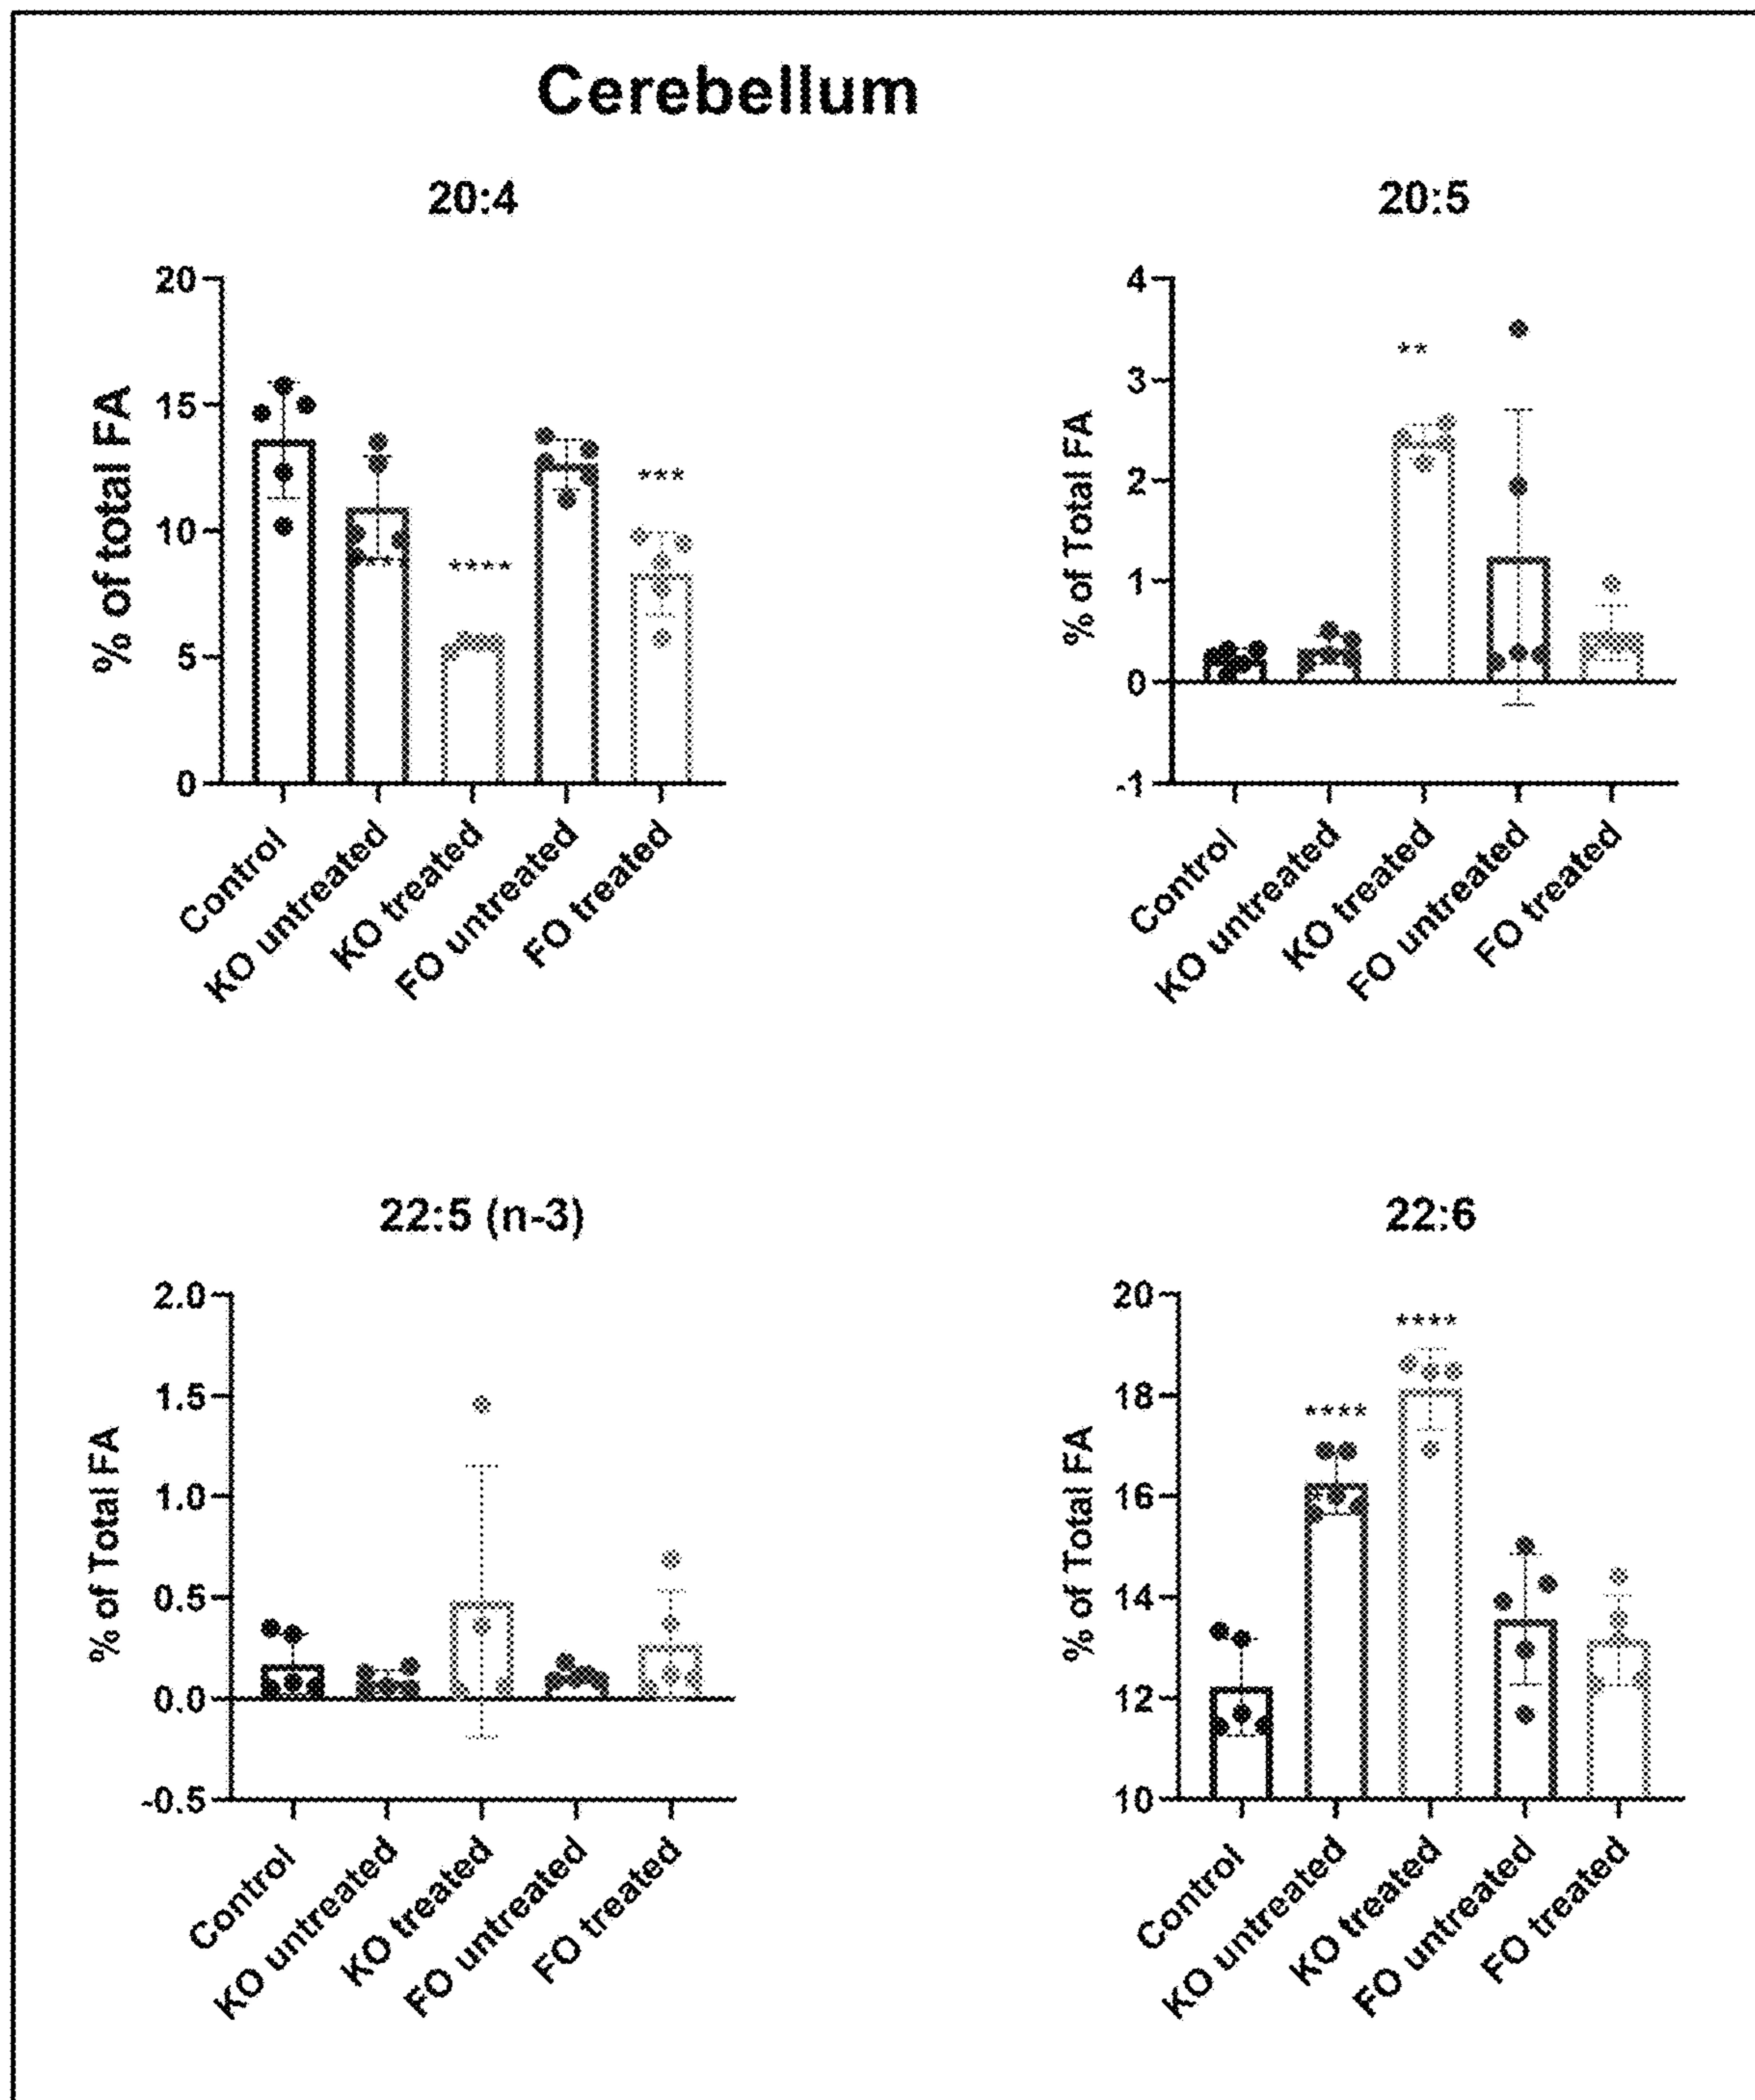 Cerebellum
20:4
% of total FA
20
15
10
5
0
****
***
Control
KO untreated
KO treated
FO untreated
FO treated
20:5
% of Total FA
4
3
2
1
0
-1
**
Control
KO untreated
KO treated
FO untreated
FO treated
22:5 (n-3)
% of Total FA
2.0
1.5
1.0
0.5
0.0
-0.5
Control
KO untreated
KO treated
FO untreated
FO treated
22:6
% of Total FA
20
18
16
14
12
10
****
****
Control
KO untreated
KO treated
FO untreated
FO treated